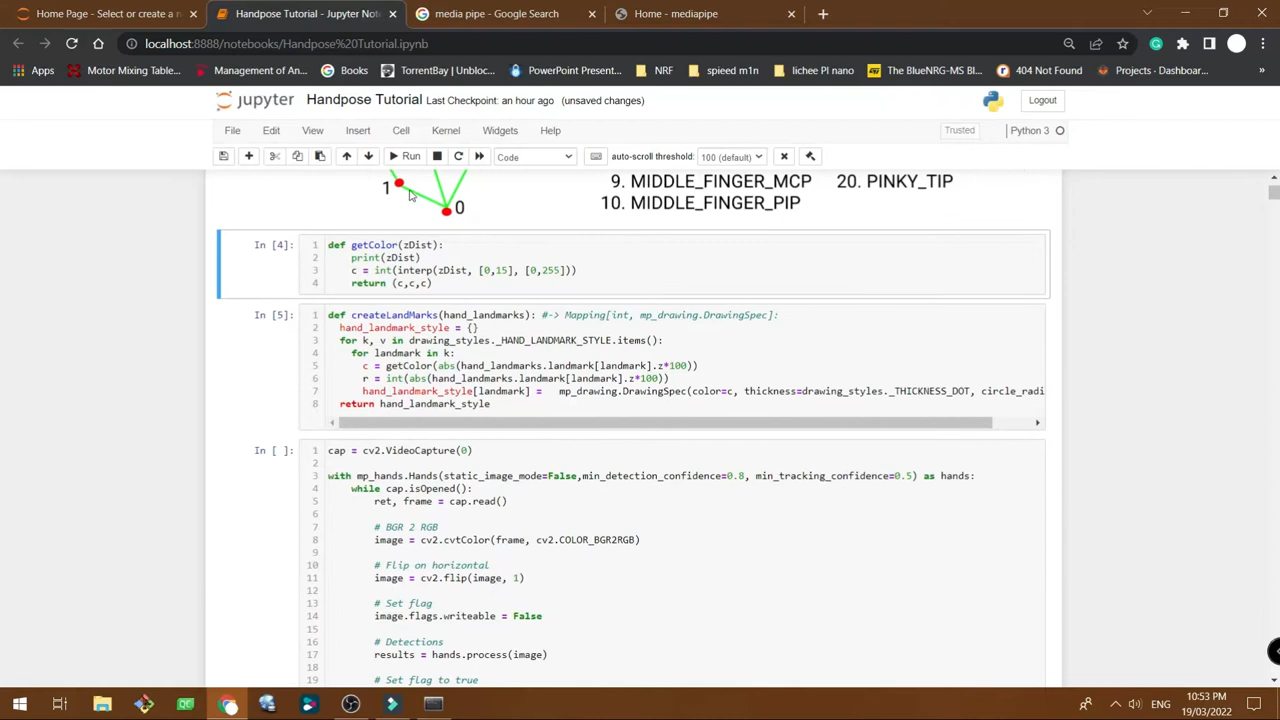 Home Page - Select or create a n
Handpose Tutorial - Jupyter Not
media pipe - Google Search
Home - mediapipe
localhost:8888/notebooks/Handpose%20Tutorial.ipynb
Apps
Motor Mixing Table...
Management of An...
Books
TorrentBay | Unbloc...
PowerPoint Present...
NRF
spieed m1n
lichee PI nano
The BlueNRG-MS Bl...
404 Not Found
Projects - Dashboar...
jupyter Handpose Tutorial Last Checkpoint: an hour ago (unsaved changes)
Logout
File Edit View Insert Cell Kernel Widgets Help
Trusted
Python 3
Run
Code
auto-scroll threshold:
100 (default)
1
0
9. MIDDLE_FINGER_MCP 20. PINKY_TIP
10. MIDDLE_FINGER_PIP
In [4]:
1 def getColor(zDist):
2 print(zDist)
3 c = int(interp(zDist, [0,15], [0,255]))
4 return (c,c,c)
In [5]:
1 def createLandMarks(hand_landmarks): #-> Mapping[int, mp_drawing.DrawingSpec]:
2 hand_landmark_style = {}
3 for k, v in drawing_styles._HAND_LANDMARK_STYLE.items():
4 for landmark in k:
5 c = getColor(abs(hand_landmarks.landmark[landmark].z*100))
6 r = int(abs(hand_landmarks.landmark[landmark].z*100))
7 hand_landmark_style[landmark] = mp_drawing.DrawingSpec(color=c, thickness=drawing_styles._THICKNESS_DOT, circle_radi
8 return hand_landmark_style
In [ ]:
1 cap = cv2.VideoCapture(0)
2
3 with mp_hands.Hands(static_image_mode=False,min_detection_confidence=0.8, min_tracking_confidence=0.5) as hands:
4 while cap.isOpened():
5 ret, frame = cap.read()
6
7 # BGR 2 RGB
8 image = cv2.cvtColor(frame, cv2.COLOR_BGR2RGB)
9
10 # Flip on horizontal
11 image = cv2.flip(image, 1)
12
13 # Set flag
14 image.flags.writeable = False
15
16 # Detections
17 results = hands.process(image)
18
19 # Set flag to true
ENG
10:53 PM
19/03/2022